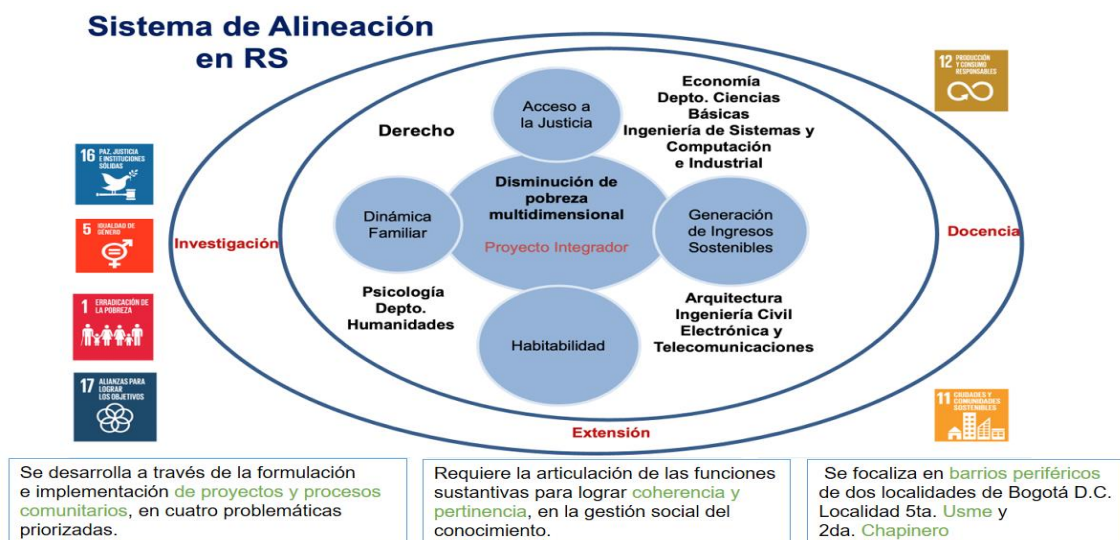 Sistema de Alineación
en RS
12 PRODUCCIÓN
Y CONSUMO
RESPONSABLES
Acceso a
la Justicia
Economía
Depto. Ciencias
Básicas
Ingeniería de Sistemas y
Computación
e Industrial
Derecho
16 PAZ, JUSTICIA
E INSTITUCIONES
SÓLIDAS
Disminución de
pobreza
multidimensional
Proyecto Integrador
Dinámica
Familiar
Generación
de Ingresos
Sostenibles
5 IGUALDAD DE
GÉNERO
Investigación
Docencia
1 ERRADICACIÓN DE
LA POBREZA
Psicología
Depto.
Humanidades
Arquitectura
Ingeniería Civil
Electrónica y
Telecomunicaciones
Habitabilidad
17 ALIANZAS PARA
LOGRAR
LOS OBJETIVOS
11 CIUDADES Y
COMUNIDADES
SOSTENIBLES
Extensión
Se desarrolla a través de la formulación
e implementación de proyectos y procesos
comunitarios, en cuatro problemáticas
priorizadas.
Requiere la articulación de las funciones
sustantivas para lograr coherencia y
pertinencia, en la gestión social del
conocimiento.
Se focaliza en barrios periféricos
de dos localidades de Bogotá D.C.
Localidad 5ta. Usme y
2da. Chapinero